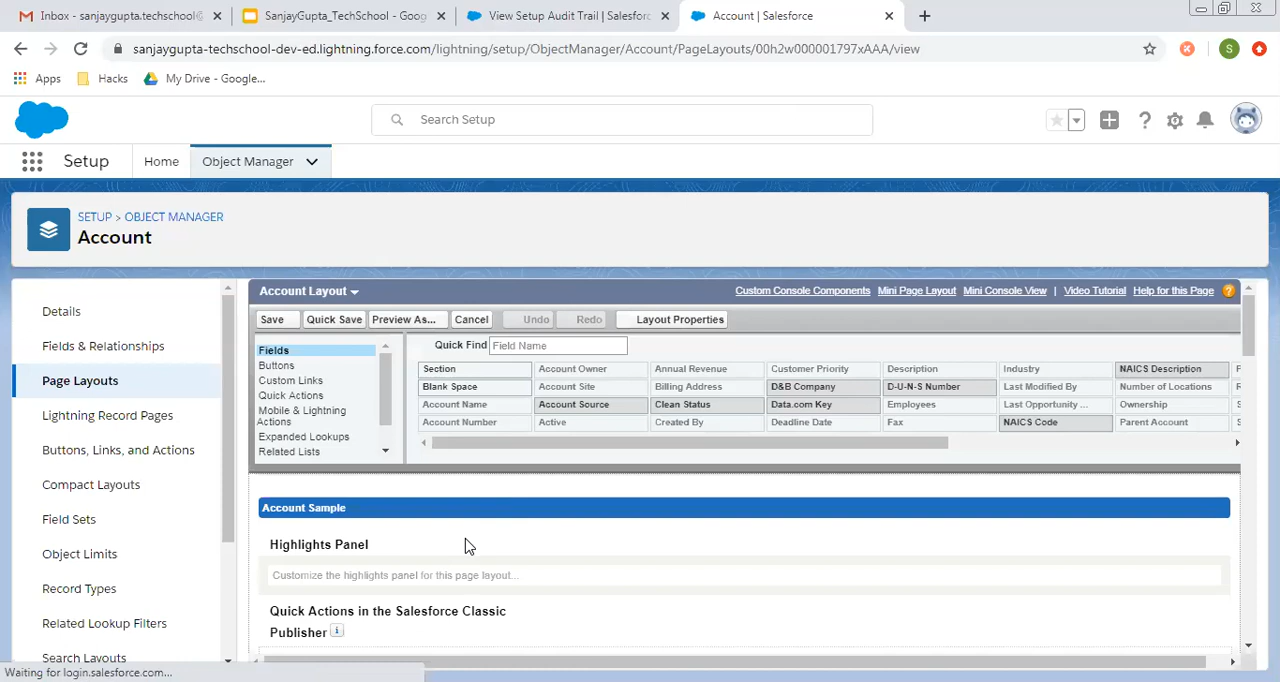 Inbox - sanjaygupta.techschool@
SanjayGupta_TechSchool - Goog
View Setup Audit Trail | Salesforc
Account | Salesforce
sanjaygupta-techschool-dev-ed.lightning.force.com/lightning/setup/ObjectManager/Account/PageLayouts/00h2w000001797xAAA/view
S
Apps
Hacks
My Drive - Google...
Search Setup
Setup
Home
Object Manager
SETUP > OBJECT MANAGER
Account
Details
Fields & Relationships
Page Layouts
Lightning Record Pages
Buttons, Links, and Actions
Compact Layouts
Field Sets
Object Limits
Record Types
Related Lookup Filters
Search Layouts
Account Layout
Custom Console Components Mini Page Layout Mini Console View | Video Tutorial Help for this Page
Save Quick Save Preview As... Cancel Undo Redo Layout Properties
Fields
Buttons
Custom Links
Quick Actions
Mobile & Lightning
Actions
Expanded Lookups
Related Lists
Quick Find Field Name
Section Account Owner Annual Revenue Customer Priority Description Industry NAICS Description
Blank Space Account Site Billing Address D&B Company D-U-N-S Number Last Modified By Number of Locations
Account Name Account Source Clean Status Data.com Key Employees Last Opportunity ... Ownership
Account Number Active Created By Deadline Date Fax NAICS Code Parent Account
Account Sample
Highlights Panel
Customize the highlights panel for this page layout...
Quick Actions in the Salesforce Classic
Publisher
Waiting for login.salesforce.com...